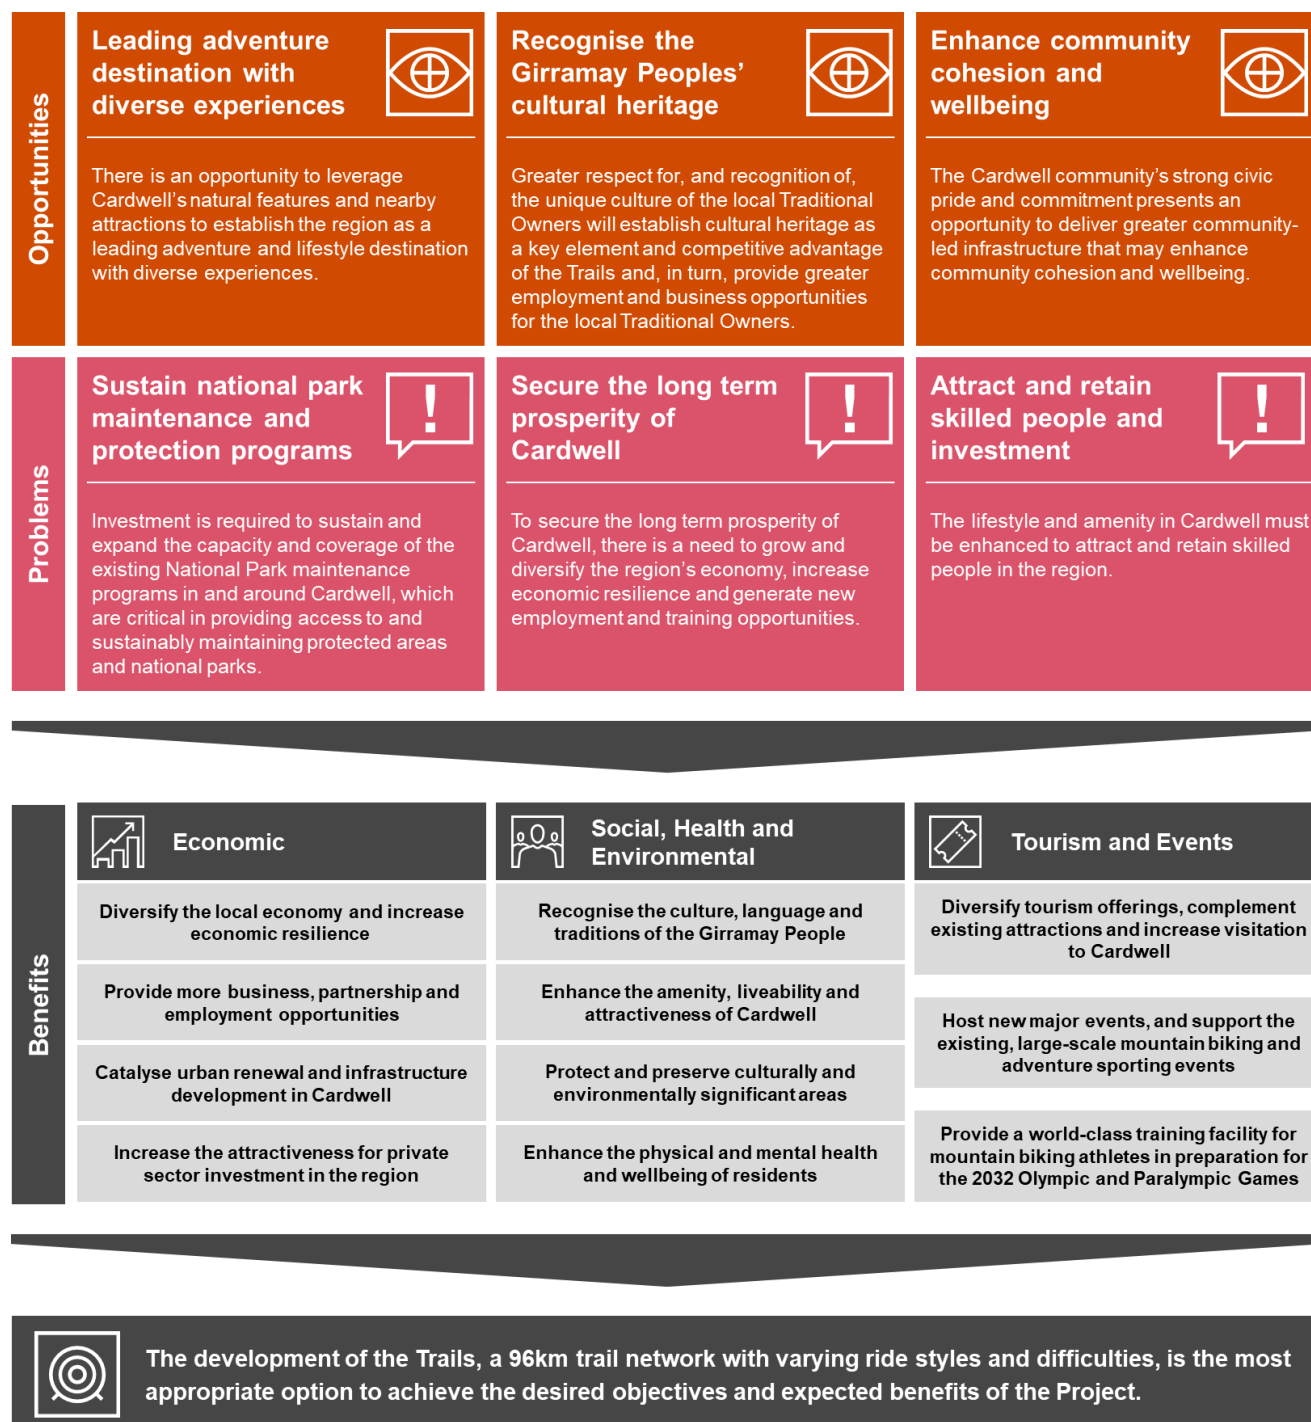 Opportunities
Leading adventure
destination with
diverse experiences
There is an opportunity to leverage
Cardwell's natural features and nearby
attractions to establish the region as a
leading adventure and lifestyle destination
with diverse experiences.
Recognise the
Girramay Peoples'
cultural heritage
Greater respect for, and recognition of,
the unique culture of the local Traditional
Owners will establish cultural heritage as
a key element and competitive advantage
of the Trails and, in turn, provide greater
employment and business opportunities
for the local Traditional Owners.
Enhance community
cohesion and
wellbeing
The Cardwell community's strong civic
pride and commitment presents an
opportunity to deliver greater community-
led infrastructure that may enhance
community cohesion and wellbeing.
Problems
Sustain national park
maintenance and
protection programs
Investment is required to sustain and
expand the capacity and coverage of the
existing National Park maintenance
programs in and around Cardwell, which
are critical in providing access to and
sustainably maintaining protected areas
and national parks.
Secure the long term
prosperity of
Cardwell
To secure the long term prosperity of
Cardwell, there is a need to grow and
diversify the region's economy, increase
economic resilience and generate new
employment and training opportunities.
Attract and retain
skilled people and
investment
The lifestyle and amenity in Cardwell must
be enhanced to attract and retain skilled
people in the region.
Benefits
Economic
Diversify the local economy and increase
economic resilience
Provide more business, partnership and
employment opportunities
Catalyse urban renewal and infrastructure
development in Cardwell
Increase the attractiveness for private
sector investment in the region
Social, Health and
Environmental
Recognise the culture, language and
traditions of the Girramay People
Enhance the amenity, liveability and
attractiveness of Cardwell
Protect and preserve culturally and
environmentally significant areas
Enhance the physical and mental health
and wellbeing of residents
Tourism and Events
Diversify tourism offerings, complement
existing attractions and increase visitation
to Cardwell
Host new major events, and support the
existing, large-scale mountain biking and
adventure sporting events
Provide a world-class training facility for
mountain biking athletes in preparation for
the 2032 Olympic and Paralympic Games
The development of the Trails, a 96km trail network with varying ride styles and difficulties, is the most
appropriate option to achieve the desired objectives and expected benefits of the Project.